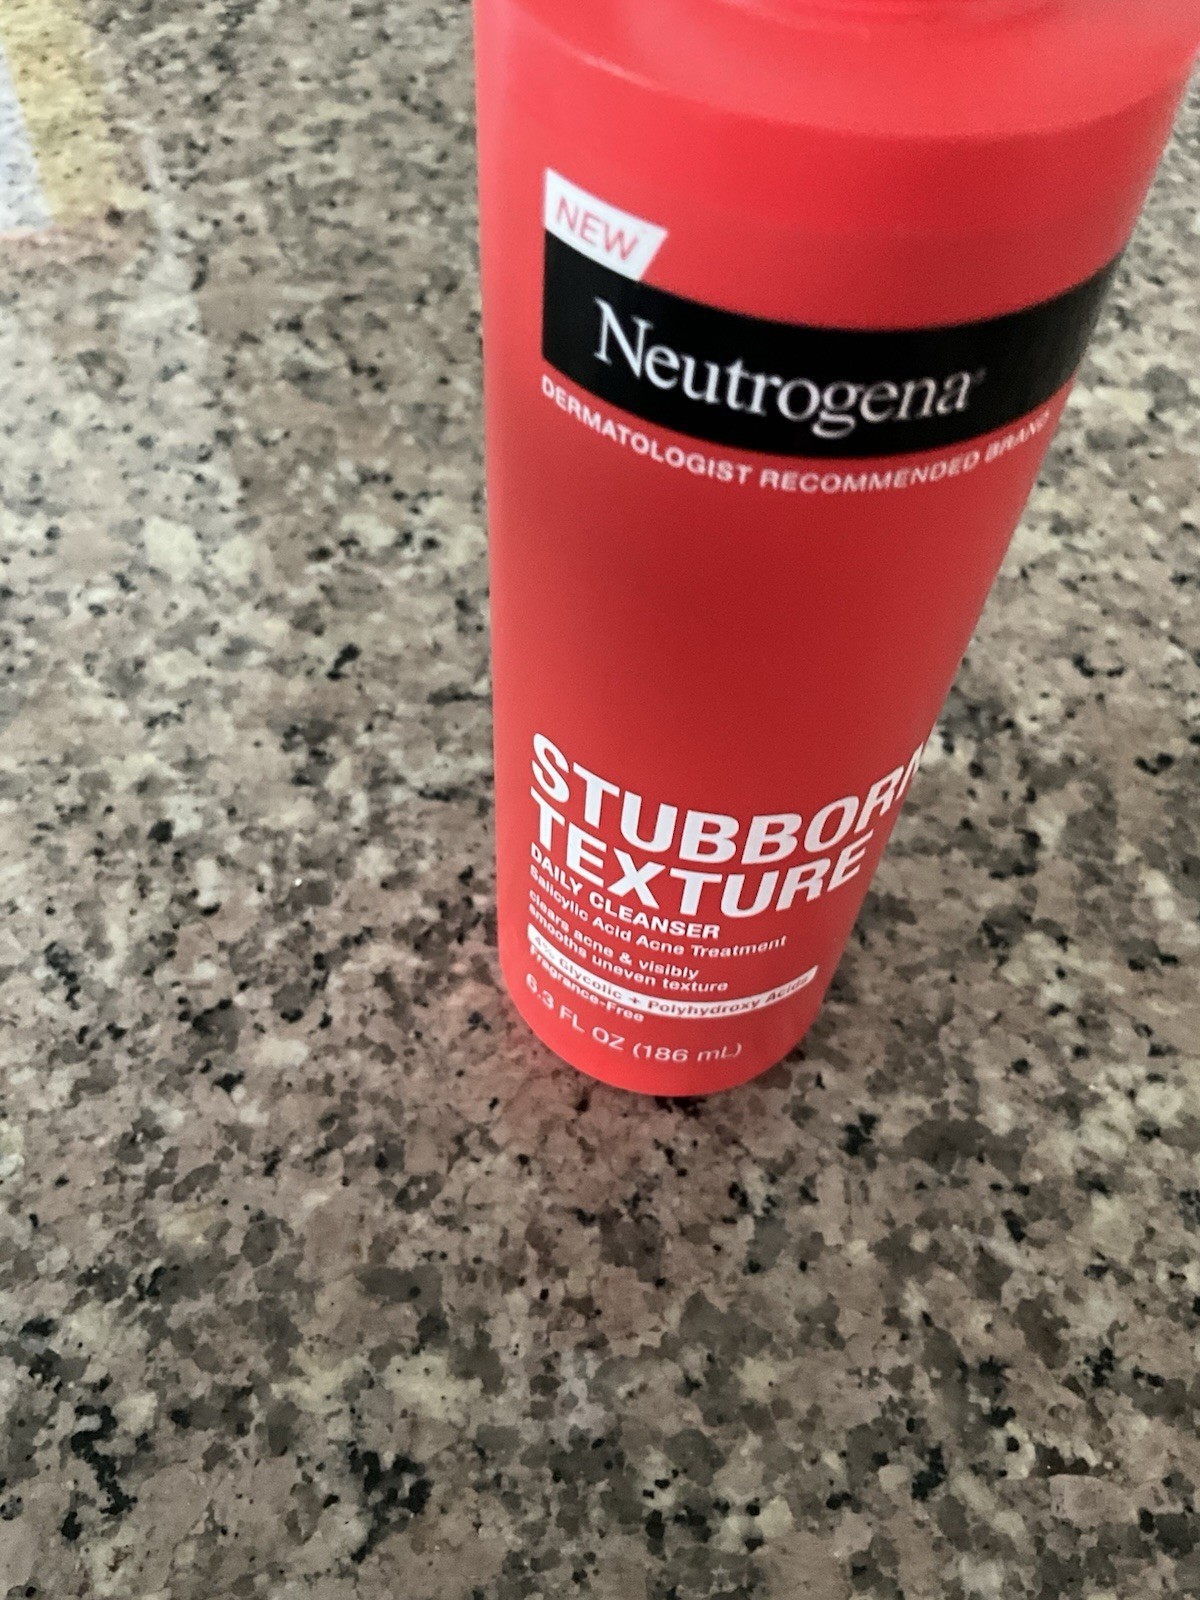 NEW
Neutrogena
DERMATOLOGIST RECOMMENDED BRAND
STUBBORN
TEXTURE
DAILY CLEANSER
Salicylic Acid Acne Treatment
clears acne & visibly
smooths uneven texture
4% Glycolic + Polyhydroxy Acids
Fragrance-Free
6.3 FL OZ (186 mL)